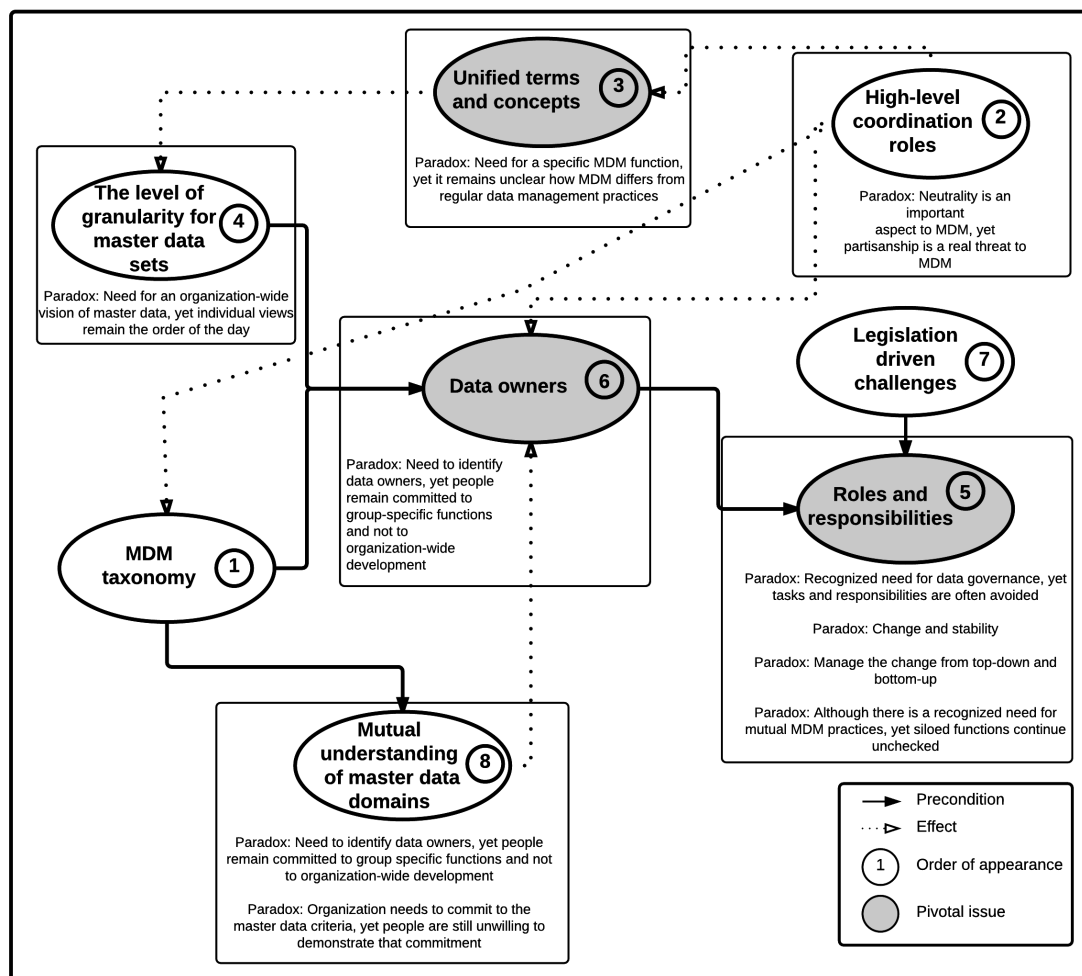 Unified terms
and concepts
3
Paradox: Need for a specific MDM function,
yet it remains unclear how MDM differs from
regular data management practices
High-level
coordination
roles
2
Paradox: Neutrality is an
important
aspect to MDM, yet
partisanship is a real threat to
MDM
The level of
granularity for
master data
sets
4
Paradox: Need for an organization-wide
vision of master data, yet individual views
remain the order of the day
Data owners
6
Paradox: Need to identify
data owners, yet people
remain committed to
group-specific functions
and not to
organization-wide
development
Legislation
driven
challenges
7
Roles and
responsibilities
5
Paradox: Recognized need for data governance, yet
tasks and responsibilities are often avoided
Paradox: Change and stability
Paradox: Manage the change from top-down and
bottom-up
Paradox: Although there is a recognized need for
mutual MDM practices, yet siloed functions continue
unchecked
MDM
taxonomy
1
Mutual
understanding
of master data
domains
8
Paradox: Need to identify data owners, yet people
remain committed to group specific functions and not
to organization-wide development
Paradox: Organization needs to commit to the
master data criteria, yet people are still unwilling to
demonstrate that commitment
Precondition
Effect
1
Order of appearance
Pivotal issue